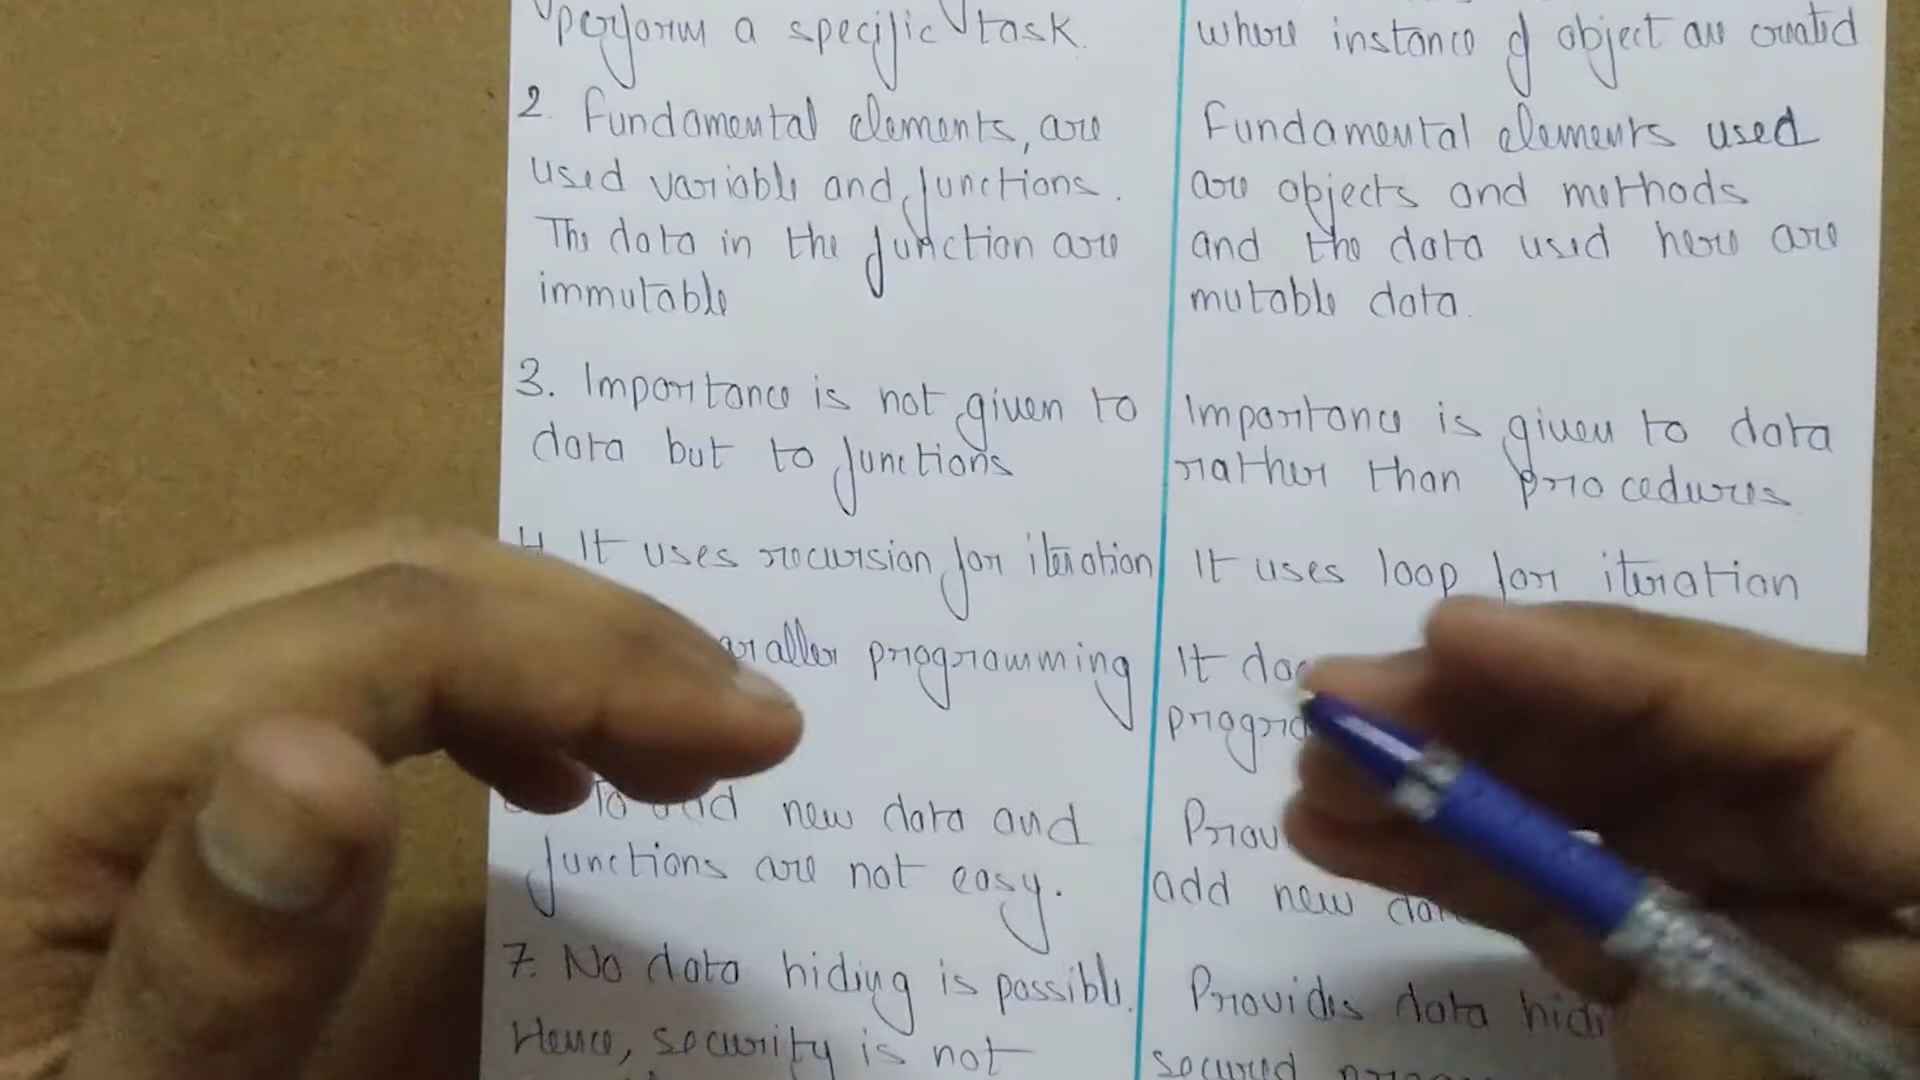 perform a specific task.
2. Fundamental elements, are
used variable and functions.
The data in the function are
immutable
3. Importance is not given to
data but to functions
4. It uses recursion for iteration
programming
new data and
functions are not easy.
7. No data hiding is possible.
Hence, security is not
where instance of object are created
Fundamental elements used
are objects and methods
and the data used here are
mutable data.
Importance is given to data
rather than procedures
It uses loop for iteration
It
add new
Provides data
secured